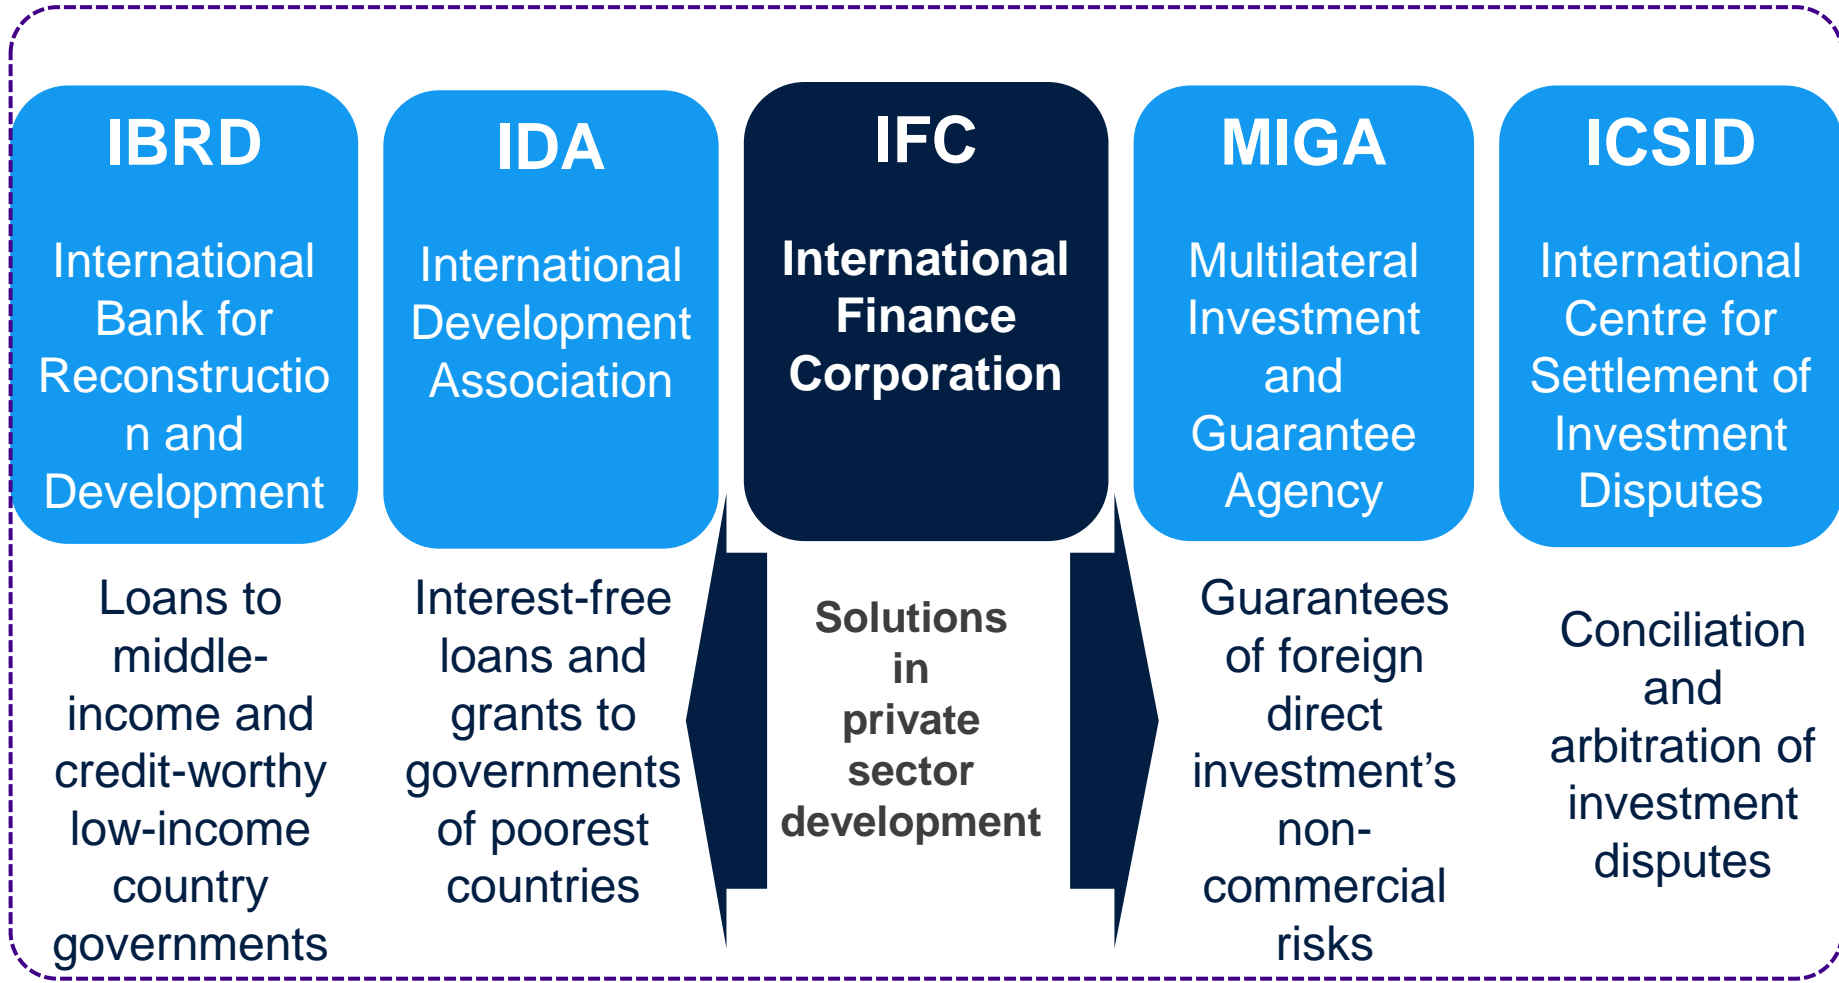 IBRD
International
Bank for
Reconstructio
n and
Development
Loans to
middle-
income and
credit-worthy
low-income
country
governments
IDA
International
Development
Association
Interest-free
loans and
grants to
governments
of poorest
countries
IFC
International
Finance
Corporation
Solutions
in
private
sector
development
MIGA
Multilateral
Investment
and
Guarantee
Agency
Guarantees
of foreign
direct
investment’s
non-
commercial
risks
ICSID
International
Centre for
Settlement of
Investment
Disputes
Conciliation
and
arbitration of
investment
disputes